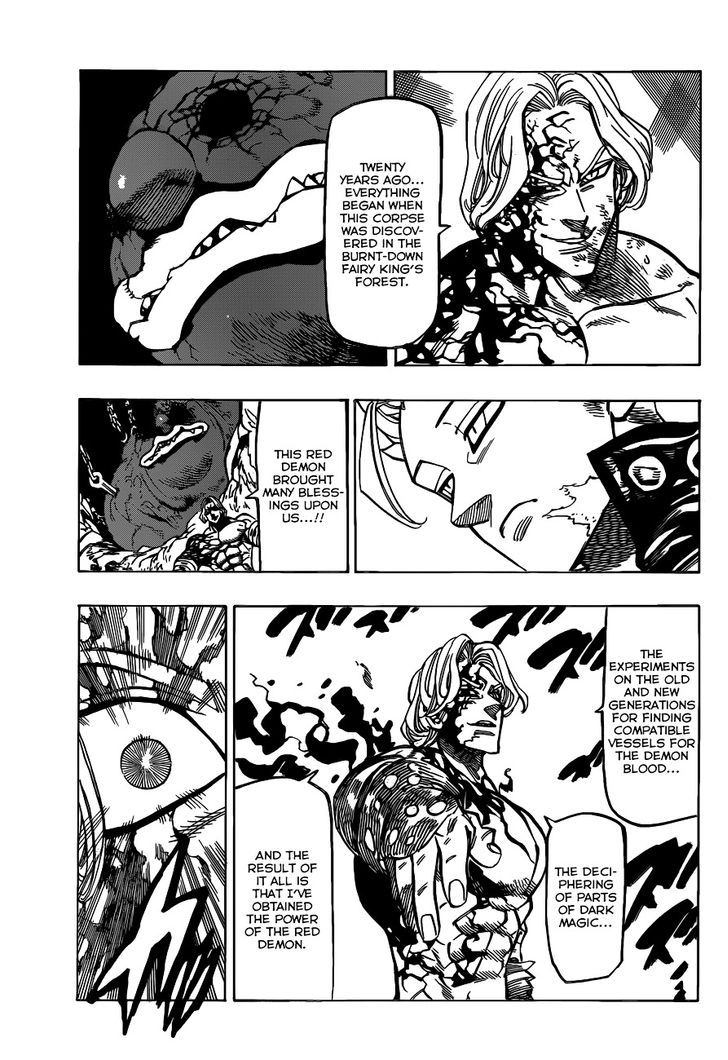 TWENTY
YEARS AGO...
EVERYTHING
BEGAN WHEN
THIS CORPSE
WAS DISCOV-
ERED IN THE
BURNT-DOWN
FAIRY KING'S
FOREST.
THIS RED
DEMON
BROUGHT
MANY BLESS-
INGS UPON
US...!!
THE
EXPERIMENTS
ON THE OLD
AND NEW
GENERATIONS
FOR FINDING
COMPATIBLE
VESSELS FOR
THE DEMON
BLOOD...
THE DECI-
PHERING
OF PARTS
OF DARK
MAGIC...
AND THE
RESULT OF
IT ALL IS
THAT I'VE
OBTAINED
THE POWER
OF THE RED
DEMON.